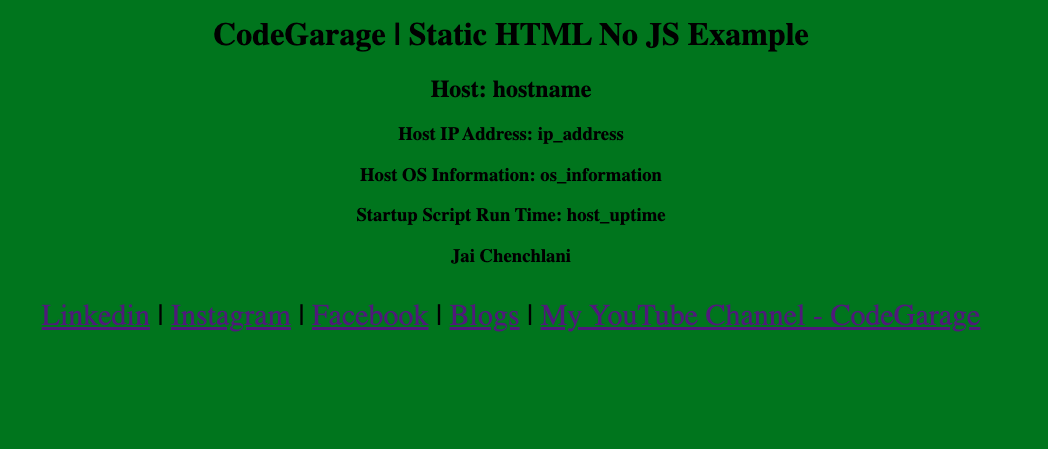 CodeGarage | Static HTML No JS Example
Host: hostname
Host IP Address: ip_address
Host OS Information: os_information
Startup Script Run Time: host_uptime
Jai Chenchlani
Linkedin | Instagram | Facebook | Blogs | My YouTube Channel - CodeGarage